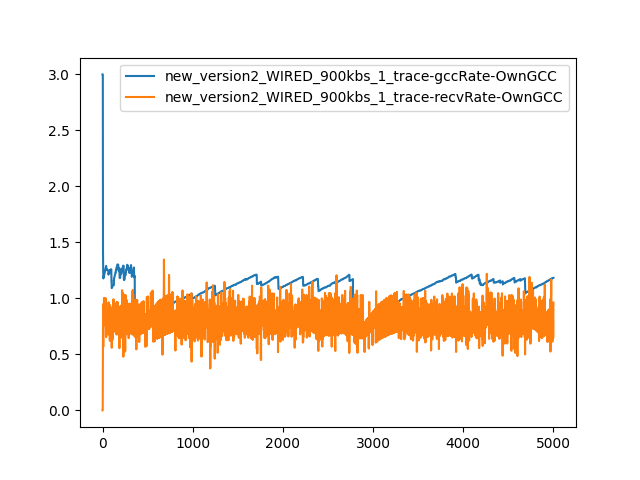 new_version2_WIRED_900kbs_1_trace-gccRate-OwnGCC
new_version2_WIRED_900kbs_1_trace-recvRate-OwnGCC
3.0
2.5
2.0
1.5
1.0
0.5
0.0
0 1000 2000 3000 4000 5000